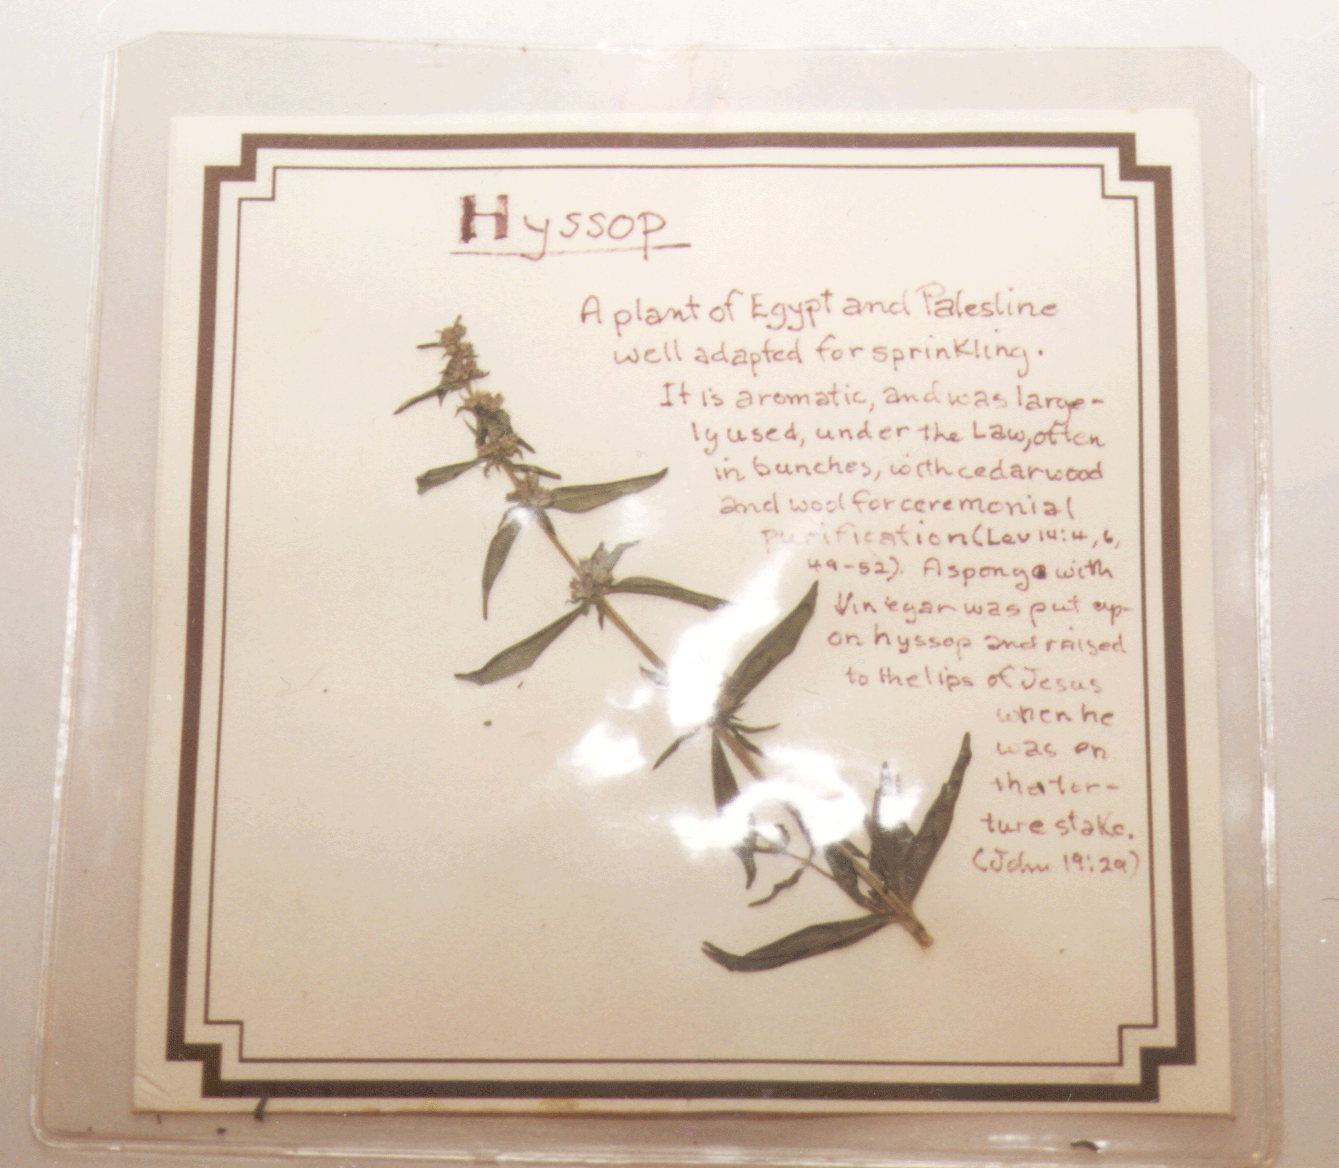 Hyssop
A plant of Egypt and Palestine
well adapted for sprinkling.
It is aromatic, and was large-
ly used, under the Law, often
in bunches, with cedarwood
and wool for ceremonial
purification (Lev 14:4, 6,
49-52). A sponge with
vinegar was put up-
on hyssop and raised
to the lips of Jesus
when he
was on
the tor-
ture stake.
(John 19:29)